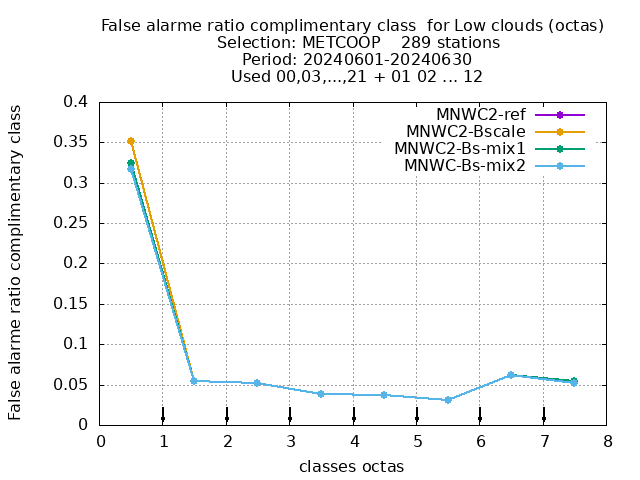 False alarme ratio complimentary class  for Low clouds (octas)
Selection: METCOOP    289 stations
Period: 20240601-20240630
Used 00,03,...,21 + 01 02 ... 12
False alarme ratio complimentary class
0.4
0.35
0.3
0.25
0.2
0.15
0.1
0.05
0
MNWC2-ref
MNWC2-Bscale
MNWC2-Bs-mix1
MNWC-Bs-mix2
0 1 2 3 4 5 6 7 8
classes octas